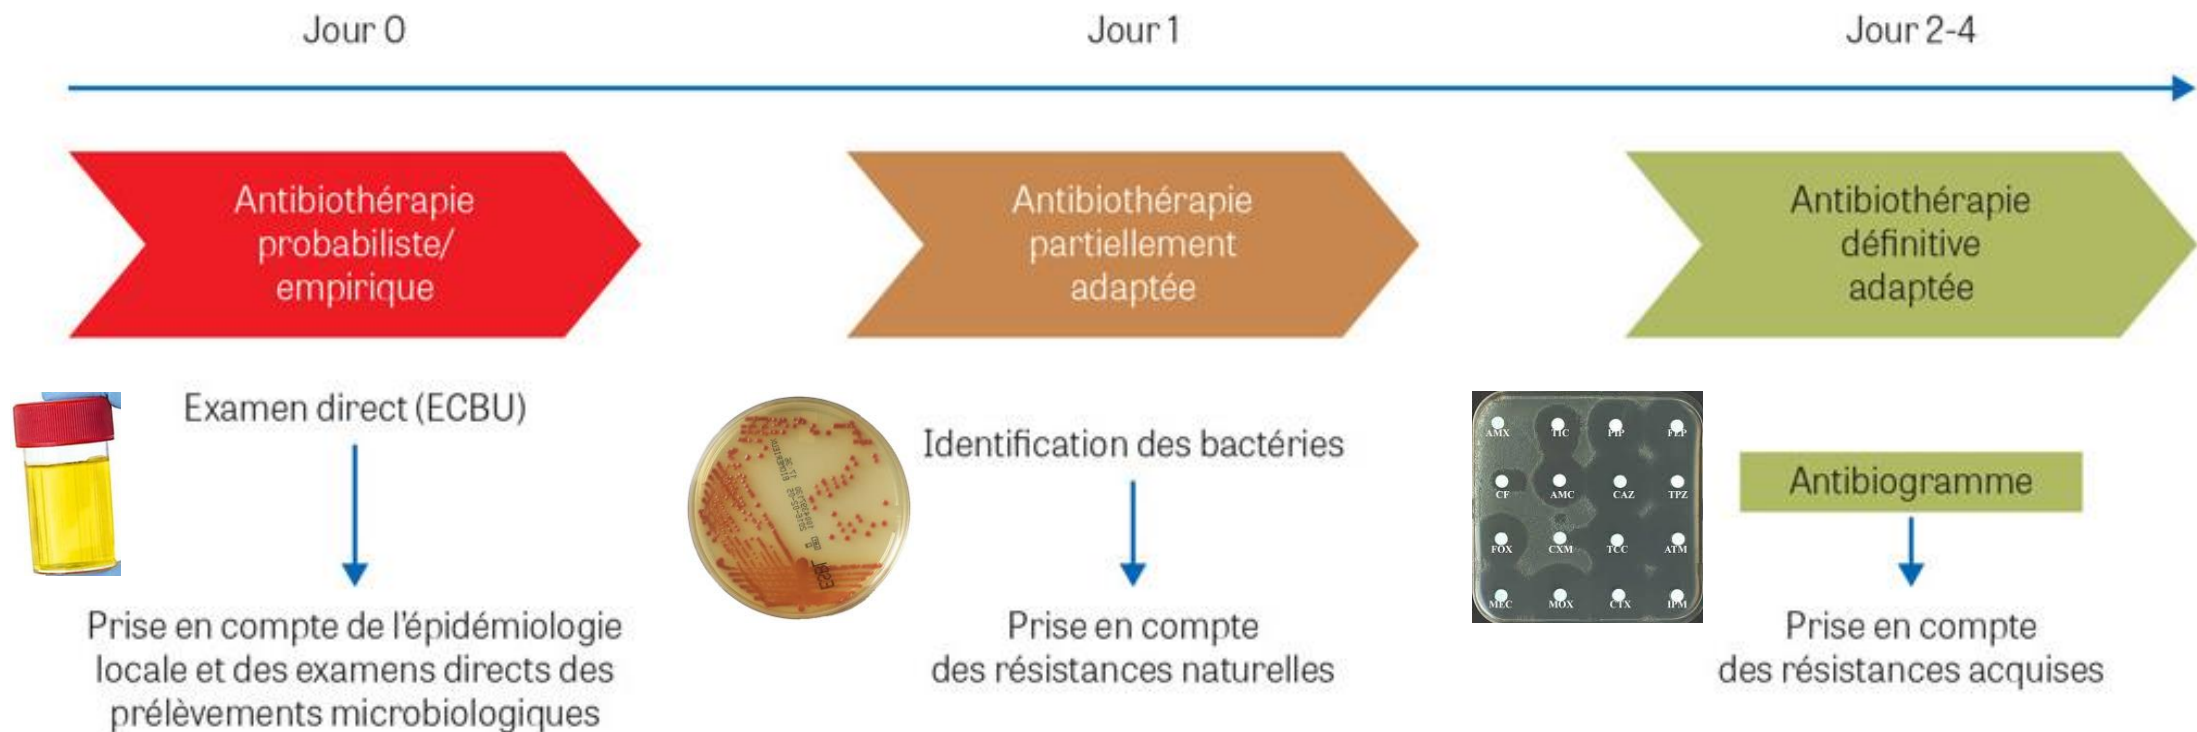 Jour 0
Jour 1
Jour 2-4
Antibiothérapie
probabiliste/
empirique
Antibiothérapie
partiellement
adaptée
Antibiothérapie
définitive
adaptée
Examen direct (ECBU)
Prise en compte de l'épidémiologie
locale et des examens directs des
prélèvements microbiologiques
ESBL
Identification des bactéries
Prise en compte
des résistances naturelles
AMX TIC PIP FEP
CF AMC CAZ TPZ
FOX CXM TCC ATM
MEC MOX CTX IPM
Antibiogramme
Prise en compte
des résistances acquises